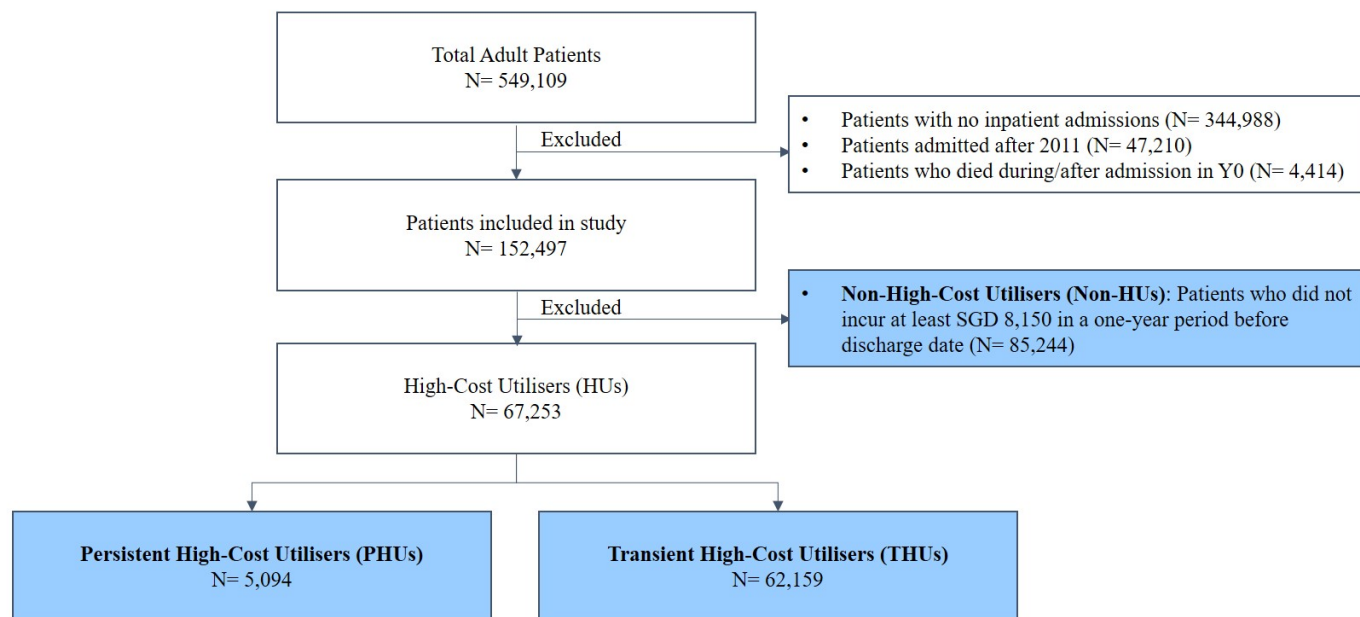 Total Adult Patients
N= 549,109
Excluded
• Patients with no inpatient admissions (N= 344,988)
• Patients admitted after 2011 (N= 47,210)
• Patients who died during/after admission in Y0 (N= 4,414)
Patients included in study
N= 152,497
Excluded
• Non-High-Cost Utilisers (Non-HUs): Patients who did not
incur at least SGD 8,150 in a one-year period before
discharge date (N= 85,244)
High-Cost Utilisers (HUs)
N= 67,253
Persistent High-Cost Utilisers (PHUs)
N= 5,094
Transient High-Cost Utilisers (THUs)
N= 62,159